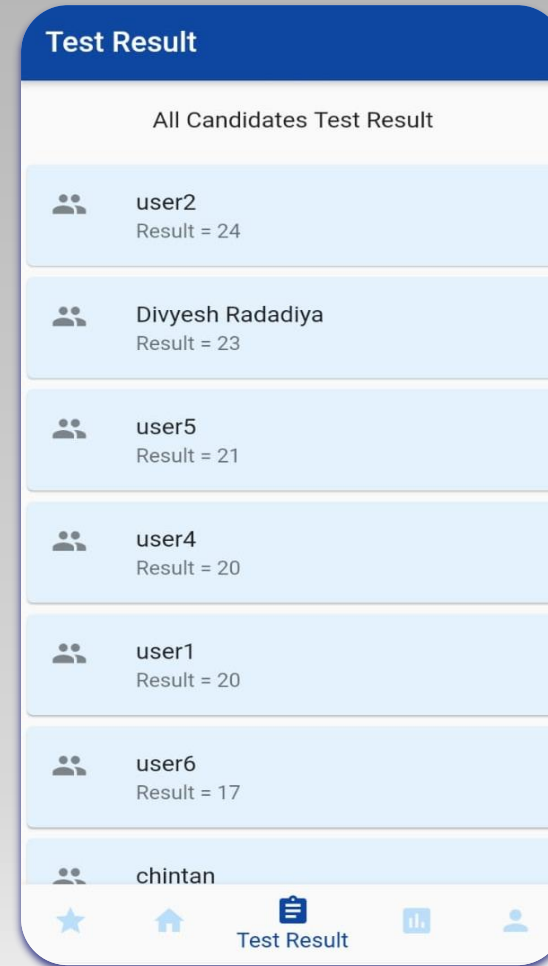 Test Result
All Candidates Test Result
user2
Result = 24
Divyesh Radadiya
Result = 23
user5
Result = 21
user4
Result = 20
user1
Result = 20
user6
Result = 17
chintan
Test Result